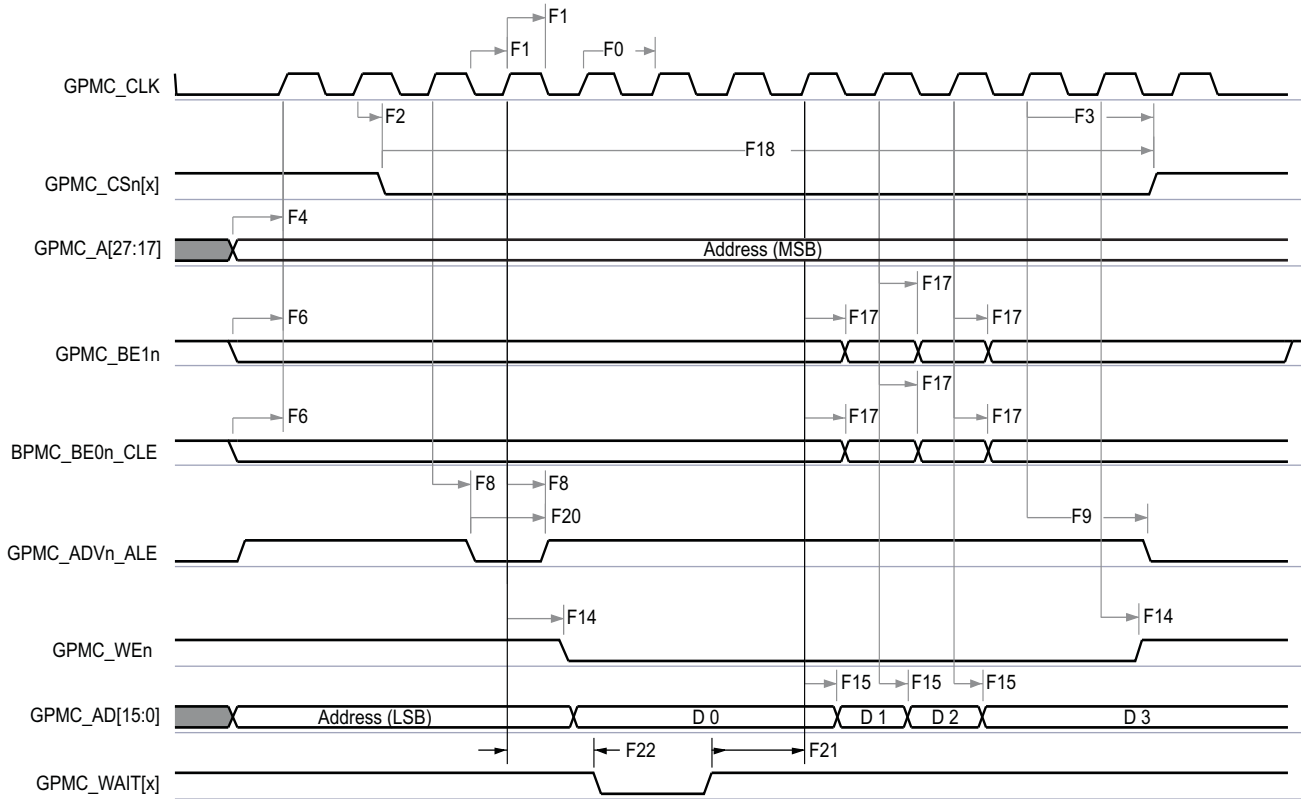 F1
F1 F0
GPMC_CLK
F2 F3
F18
GPMC_CSn[x]
F4
GPMC_A[27:17] Address (MSB)
F17
F6 F17 F17
GPMC_BE1n
F17
F6 F17 F17
BPMC_BE0n_CLE
F8 F8
F20 F9
GPMC_ADVn_ALE
F14 F14
GPMC_WEn
F15 F15 F15
GPMC_AD[15:0] Address (LSB) D 0 D 1 D 2 D 3
F22 F21
GPMC_WAIT[x]